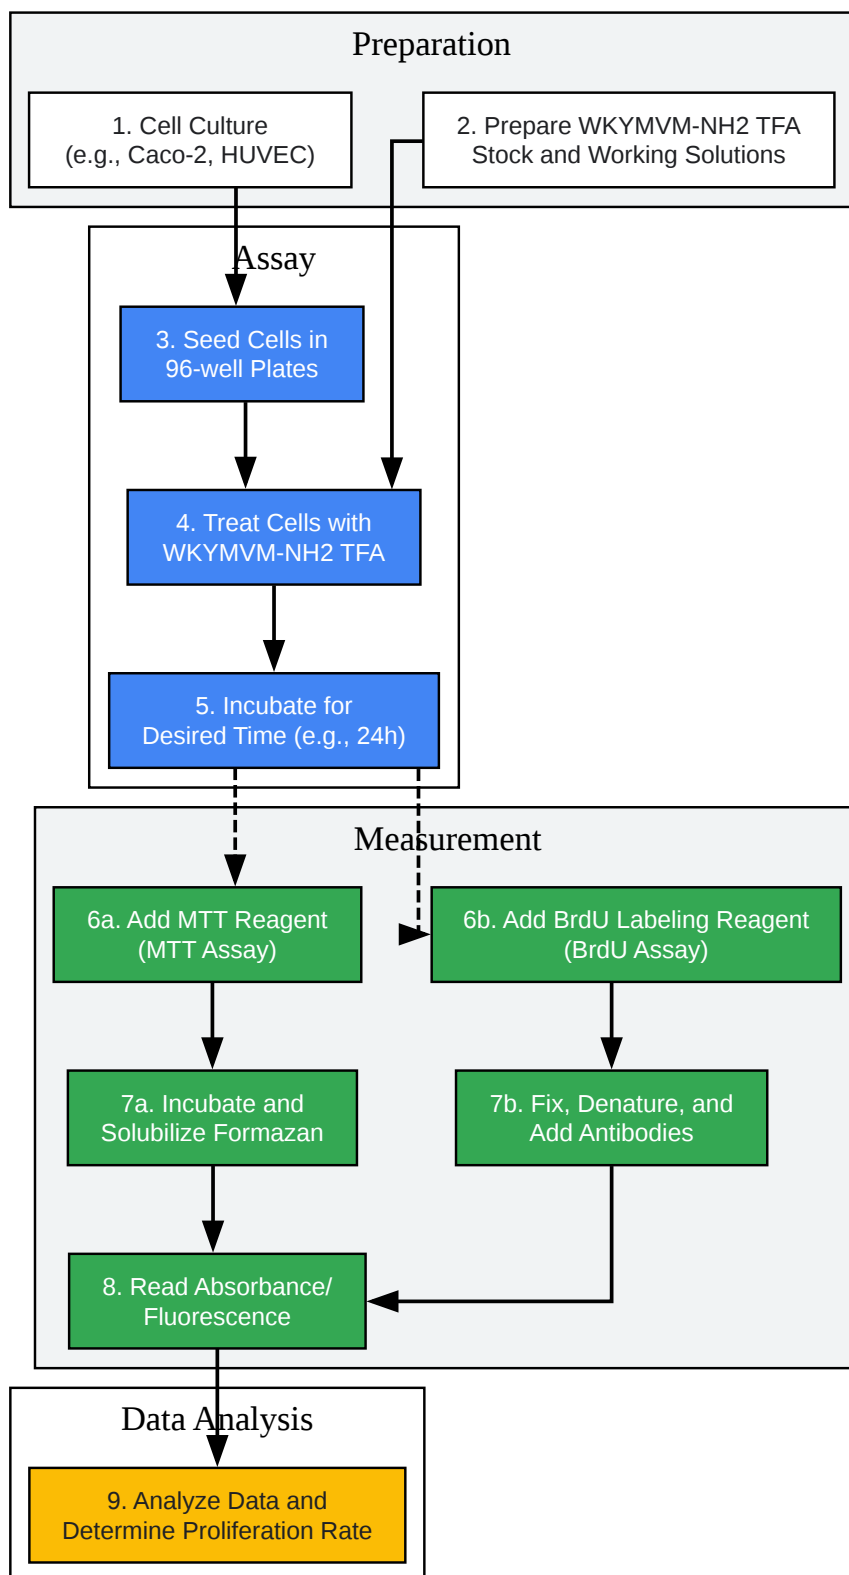 Preparation
1. Cell Culture
(e.g., Caco-2, HUVEC)
2. Prepare WKYMVM-NH2 TFA
Stock and Working Solutions
Assay
3. Seed Cells in
96-well Plates
4. Treat Cells with
WKYMVM-NH2 TFA
5. Incubate for
Desired Time (e.g., 24h)
Measurement
6a. Add MTT Reagent
(MTT Assay)
6b. Add BrdU Labeling Reagent
(BrdU Assay)
7a. Incubate and
Solubilize Formazan
7b. Fix, Denature, and
Add Antibodies
8. Read Absorbance/
Fluorescence
Data Analysis
9. Analyze Data and
Determine Proliferation Rate